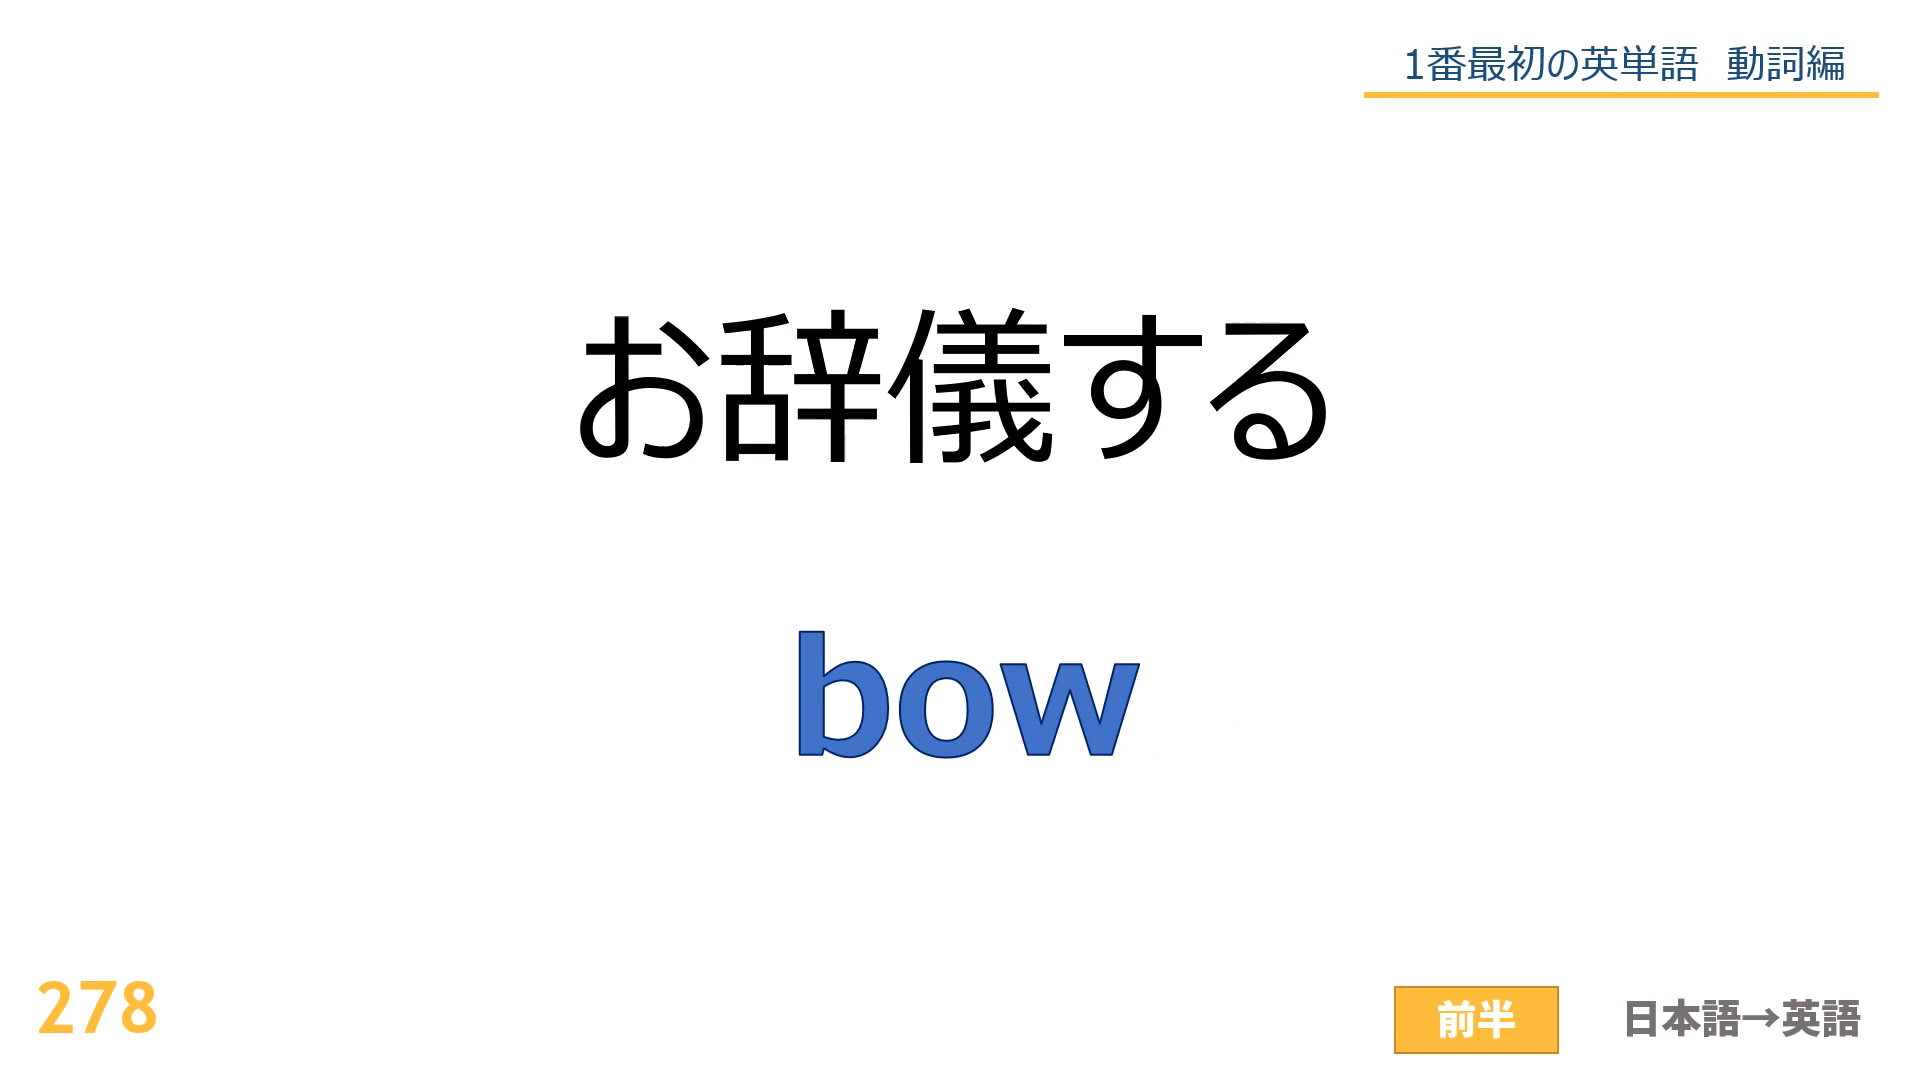 1番最初の英単語　動詞編
お辞儀する
bow
278
前半
日本語→英語